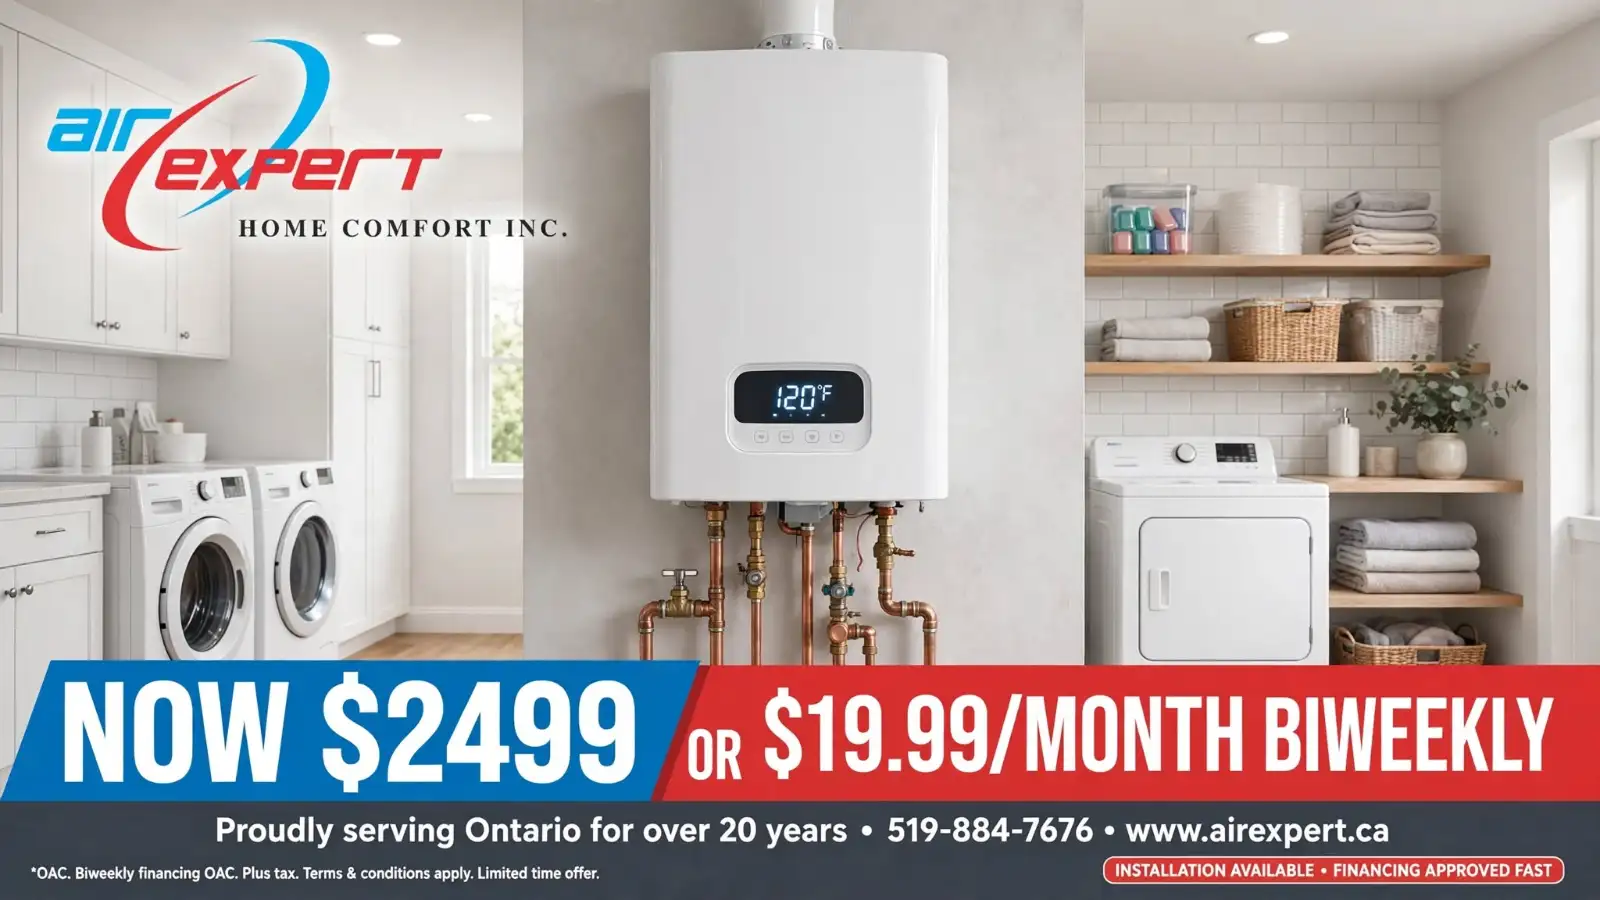 air
expert
HOME COMFORT INC.
120°F
NOW $2499
OR $19.99/MONTH BIWEEKLY
Proudly serving Ontario for over 20 years • 519-884-7676 • www.airexpert.ca
*OAC. Biweekly financing OAC. Plus tax. Terms & conditions apply. Limited time offer.
INSTALLATION AVAILABLE • FINANCING APPROVED FAST